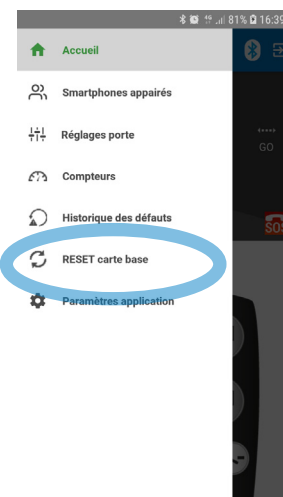 81% 16:39
Accueil
Smartphones appairés
Réglages porte
GO
Compteurs
Historique des défauts
SOS
RESET carte base
Paramètres application